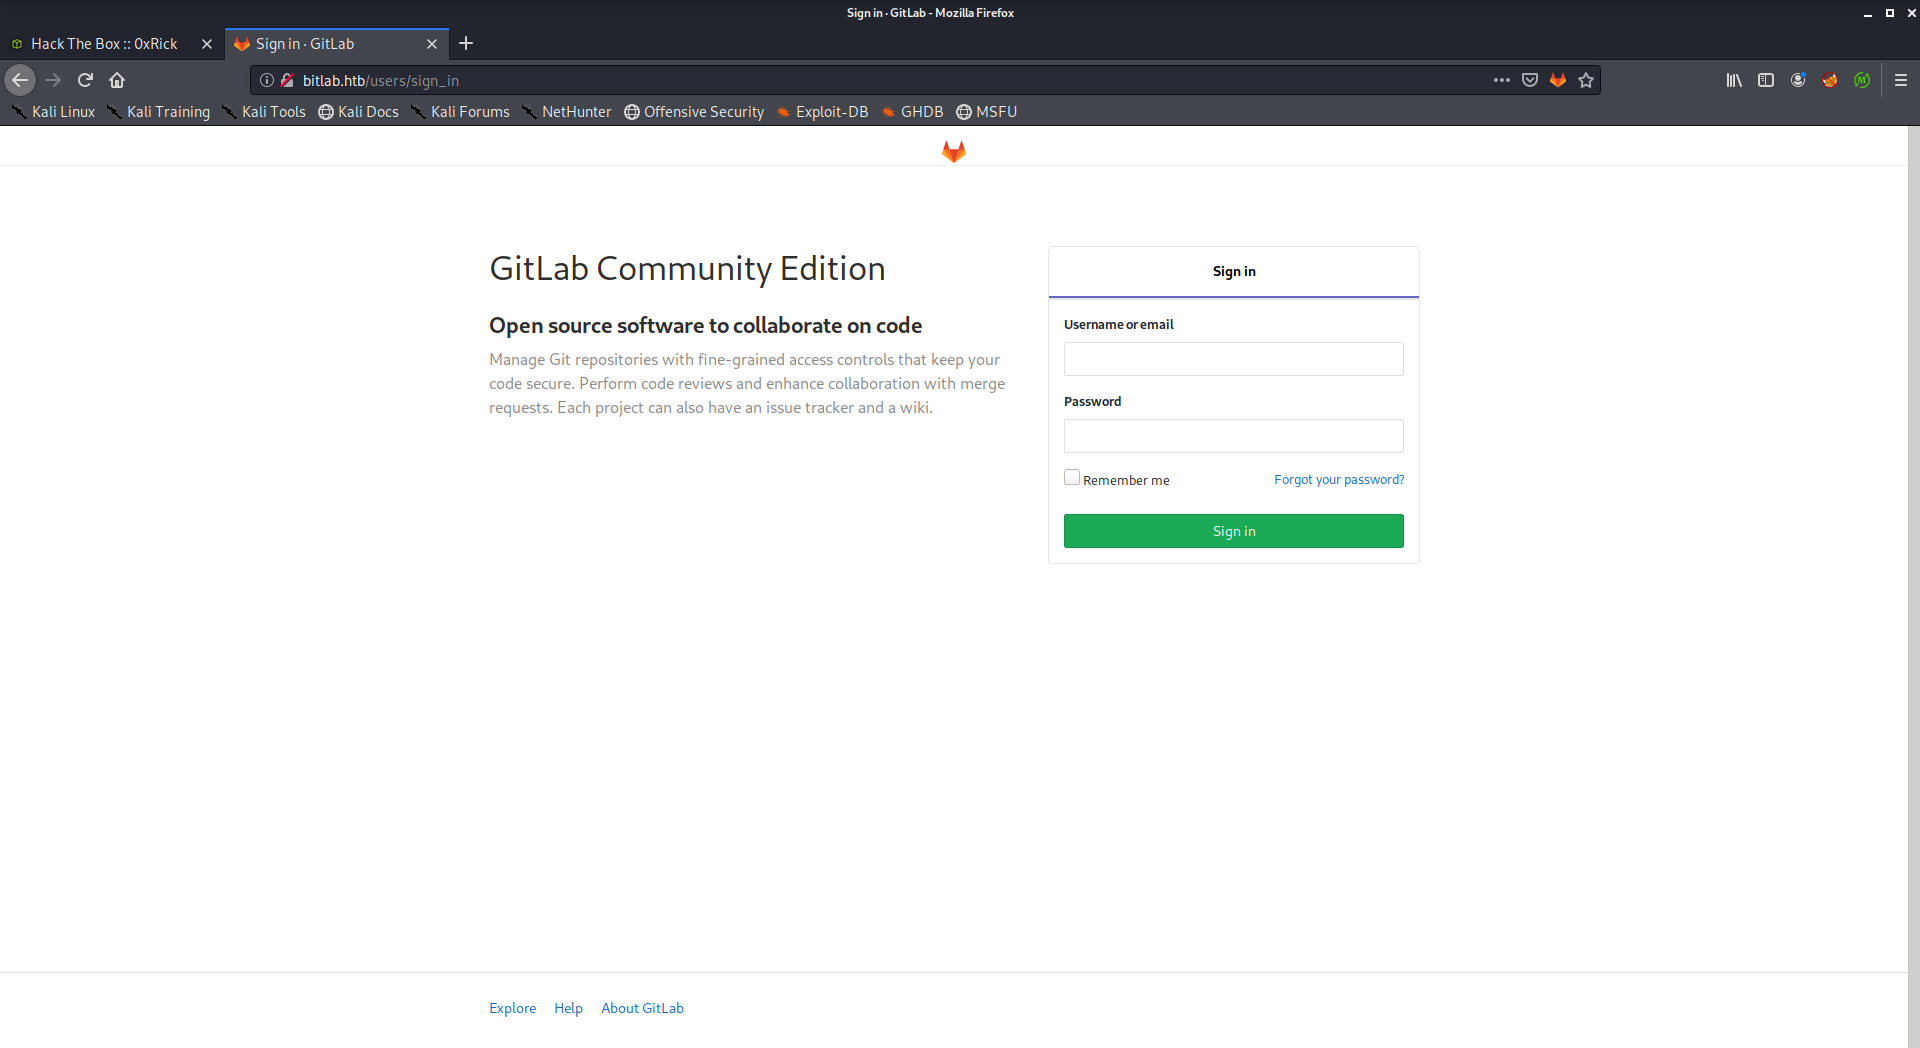 Sign in · GitLab - Mozilla Firefox
Hack The Box :: 0xRick
Sign in · GitLab
bitlab.htb/users/sign_in
Kali Linux Kali Training Kali Tools Kali Docs Kali Forums NetHunter Offensive Security Exploit-DB GHDB MSFU
GitLab Community Edition
Open source software to collaborate on code
Manage Git repositories with fine-grained access controls that keep your
code secure. Perform code reviews and enhance collaboration with merge
requests. Each project can also have an issue tracker and a wiki.
Sign in
Username or email
Password
Remember me Forgot your password?
Sign in
Explore Help About GitLab